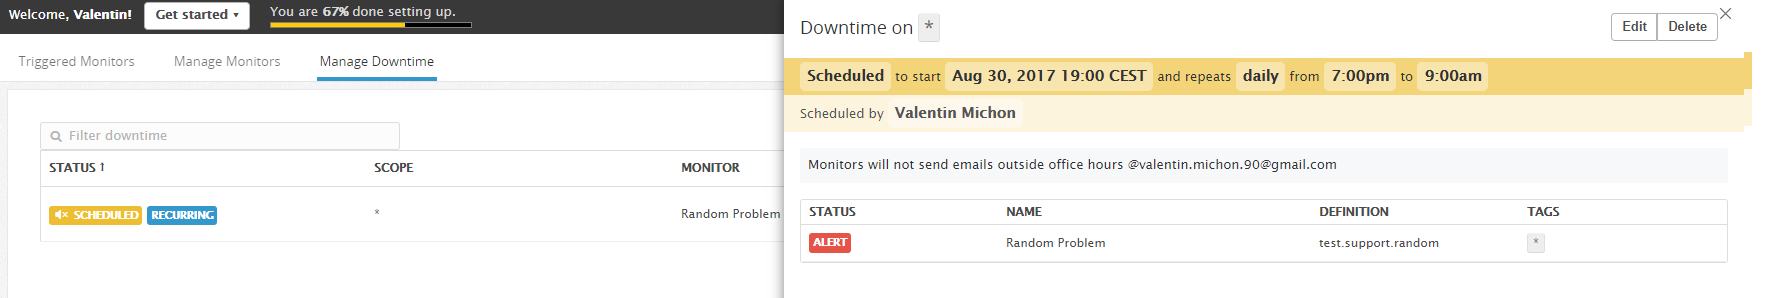 Welcome, Valentin!
Get started ▾
You are 67% done setting up.
Triggered Monitors
Manage Monitors
Manage Downtime
Filter downtime
STATUS ↑ SCOPE MONITOR
SCHEDULED RECURRING * Random Problem
Downtime on *
Edit Delete
Scheduled to start Aug 30, 2017 19:00 CEST and repeats daily from 7:00pm to 9:00am
Scheduled by Valentin Michon
Monitors will not send emails outside office hours @valentin.michon.90@gmail.com
STATUS NAME DEFINITION TAGS
ALERT Random Problem test.support.random *